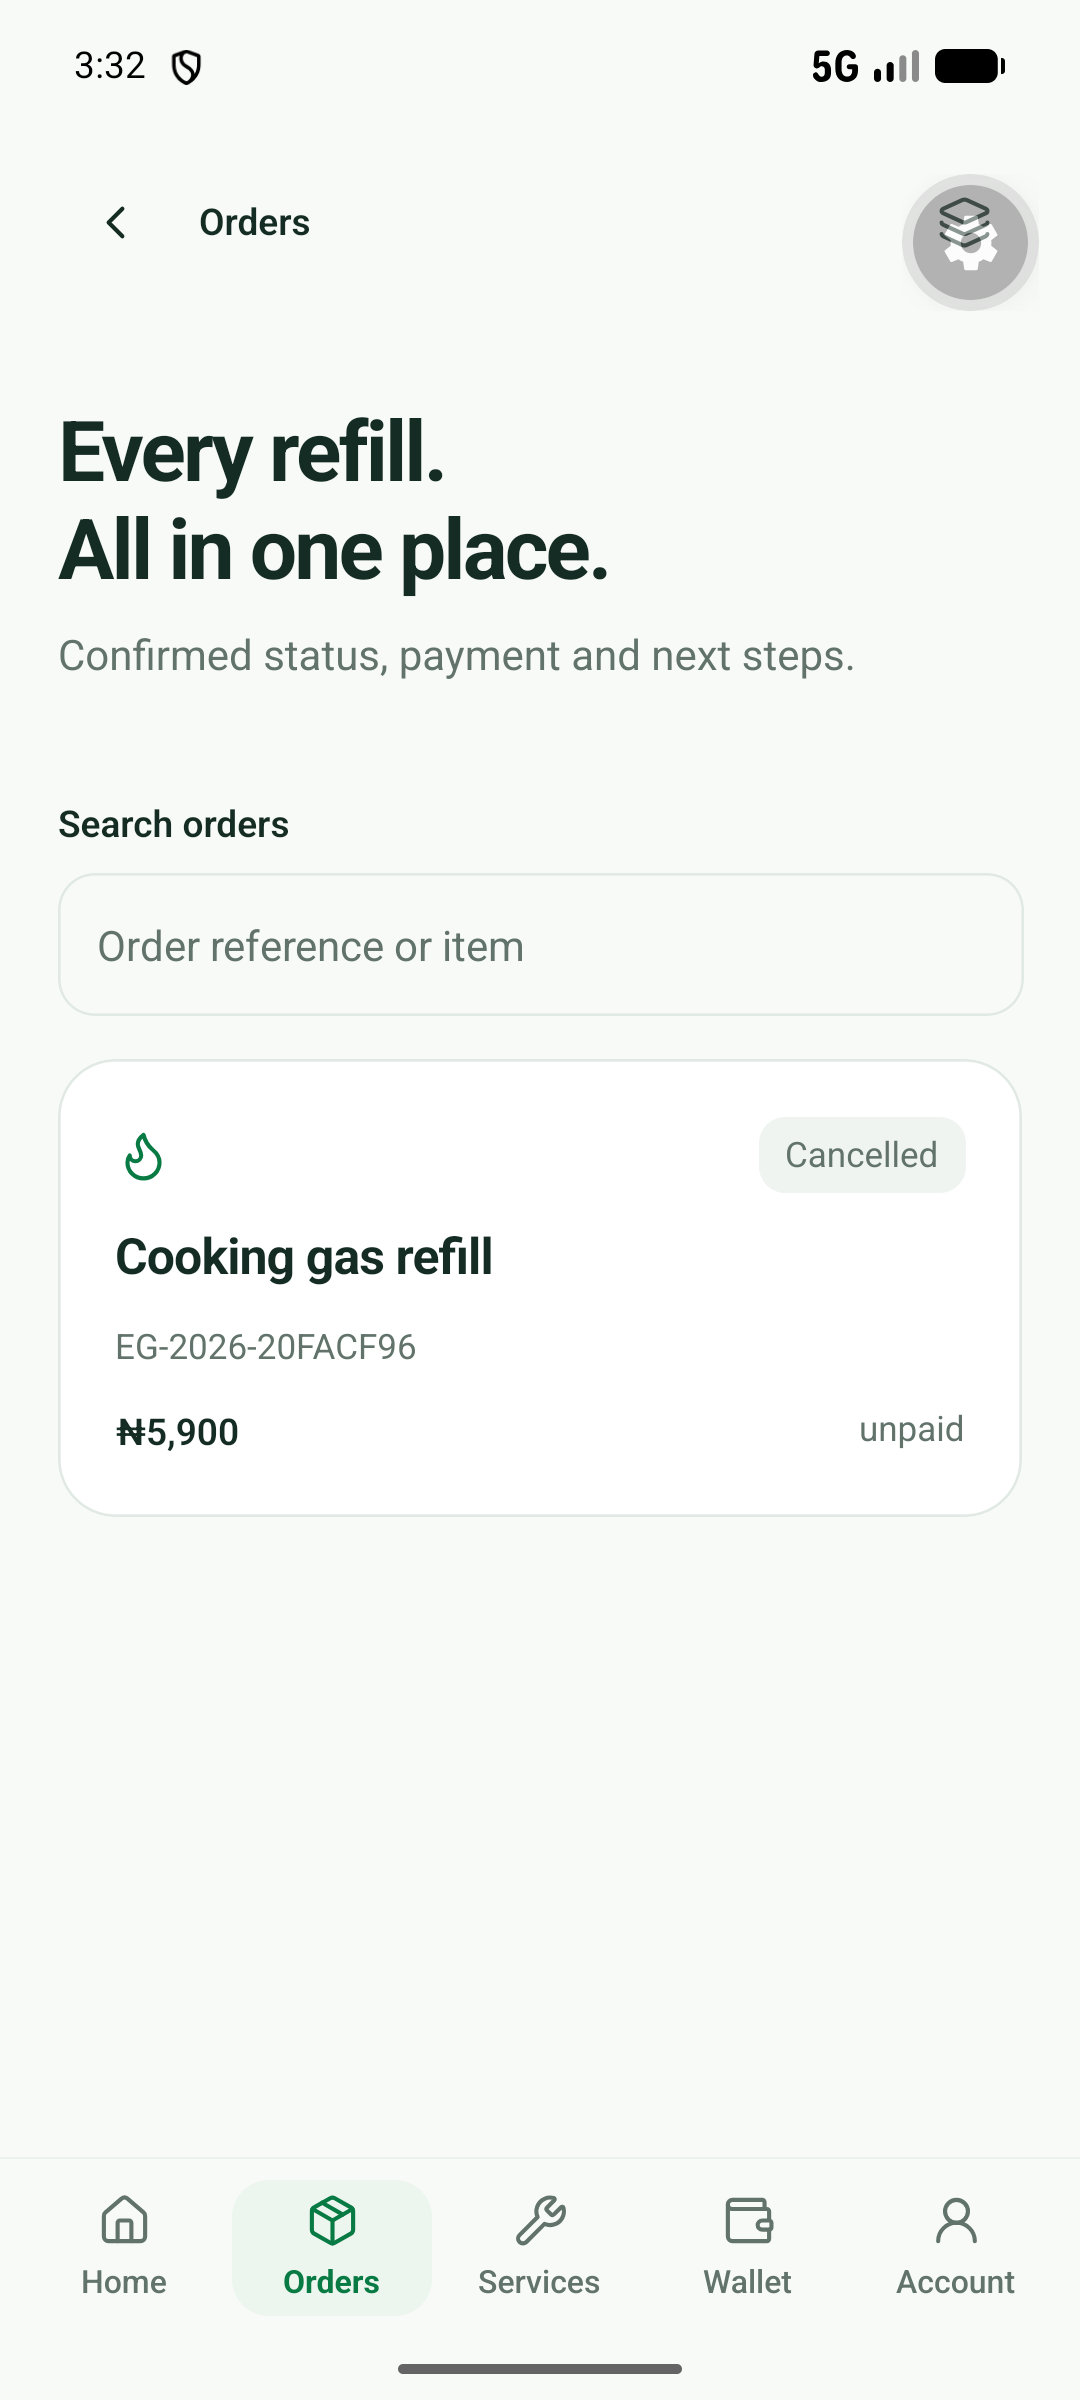 3:32
5G
Orders
Every refill.
All in one place.
Confirmed status, payment and next steps.
Search orders
Order reference or item
Cancelled
Cooking gas refill
EG-2026-20FACF96
₦5,900
unpaid
Home
Orders
Services
Wallet
Account